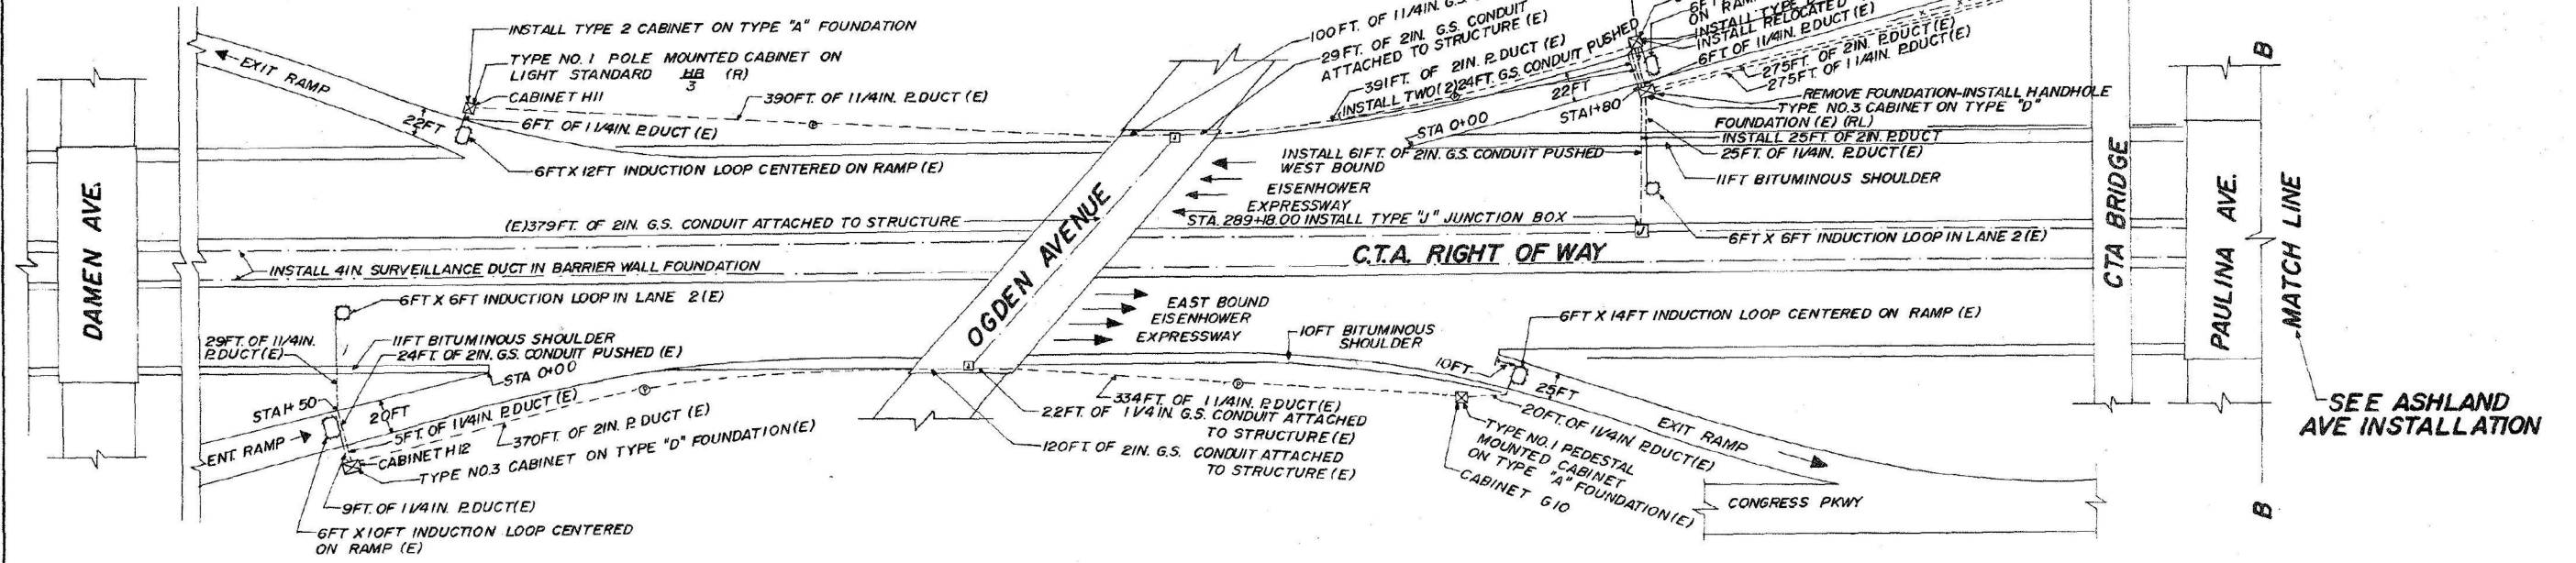 INSTALL TYPE 2 CABINET ON TYPE "A" FOUNDATION
TYPE NO. 1 POLE MOUNTED CABINET ON
LIGHT STANDARD HB/3 (R)
CABINET H11
390FT. OF 1 1/4IN. P.DUCT (E)
6FT. OF 1 1/4IN. P.DUCT (E)
6FT X 12FT INDUCTION LOOP CENTERED ON RAMP (E)
EXIT RAMP
22FT
100FT. OF 1 1/4IN. G.S.
29FT. OF 2IN. G.S. CONDUIT
ATTACHED TO STRUCTURE (E)
391FT. OF 2IN. P.DUCT (E)
INSTALL TWO(2)24FT. G.S. CONDUIT PUSHED
22FT
STA 0+00
STA1+80
ON RAMP
INSTALL TYPE
INSTALL RELOCATED
6FT OF 1 1/4IN. P.DUCT (E)
275FT. OF 2IN. P.DUCT(E)
275FT. OF 1 1/4IN. P.DUCT(E)
REMOVE FOUNDATION-INSTALL HANDHOLE
TYPE NO.3 CABINET ON TYPE "D"
FOUNDATION (E) (RL)
INSTALL 25FT. OF 2IN. P.DUCT
25FT. OF 1 1/4IN. P.DUCT(E)
11FT BITUMINOUS SHOULDER
INSTALL 61FT. OF 2IN. G.S. CONDUIT PUSHED
WEST BOUND
EISENHOWER
EXPRESSWAY
STA. 289+18.00 INSTALL TYPE "J" JUNCTION BOX
J
6FT X 6FT INDUCTION LOOP IN LANE 2 (E)
(E)379FT. OF 2IN. G.S. CONDUIT ATTACHED TO STRUCTURE
C.T.A. RIGHT OF WAY
INSTALL 4IN. SURVEILLANCE DUCT IN BARRIER WALL FOUNDATION
DAMEN AVE.
OGDEN AVENUE
CTA BRIDGE
PAULINA AVE.
MATCH LINE
B
B
6FT X 6FT INDUCTION LOOP IN LANE 2(E)
29FT. OF 1 1/4IN.
P.DUCT(E)
11FT BITUMINOUS SHOULDER
24FT. OF 2IN. G.S. CONDUIT PUSHED (E)
STA 0+00
STA1+50
20FT
ENT. RAMP
5FT. OF 1 1/4IN. P.DUCT (E)
370FT. OF 2IN. P. DUCT (E)
CABINET H12
TYPE NO.3 CABINET ON TYPE "D" FOUNDATION(E)
9FT. OF 1 1/4IN. P.DUCT(E)
6FT X 10FT INDUCTION LOOP CENTERED
ON RAMP (E)
EAST BOUND
EISENHOWER
EXPRESSWAY
10FT BITUMINOUS
SHOULDER
6FT X 14FT INDUCTION LOOP CENTERED ON RAMP (E)
10FT
25FT
334FT. OF 1 1/4IN. P.DUCT(E)
22FT. OF 1 1/4 IN. G.S. CONDUIT ATTACHED
TO STRUCTURE(E)
120FT OF 2IN. G.S. CONDUIT ATTACHED
TO STRUCTURE (E)
20FT. OF 1 1/4IN. P.DUCT(E)
TYPE NO. 1 PEDESTAL
MOUNTED CABINET
ON TYPE "A" FOUNDATION(E)
CABINET G10
EXIT RAMP
CONGRESS PKWY
SEE ASHLAND
AVE INSTALLATION